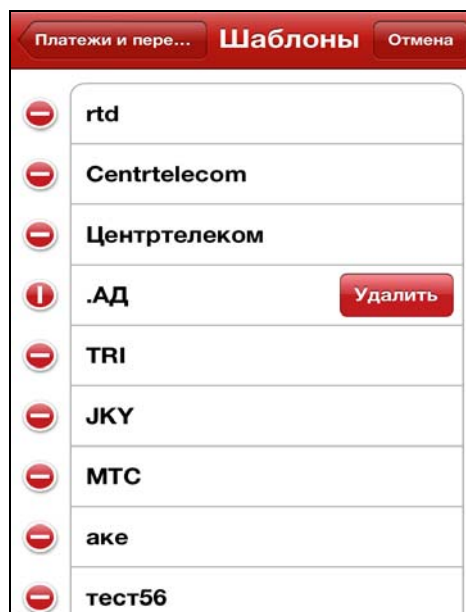 Платежи и пере... Шаблоны Отмена
rtd
Centrtelecom
Центртелеком
.АД Удалить
TRI
JKY
МТС
аке
тест56